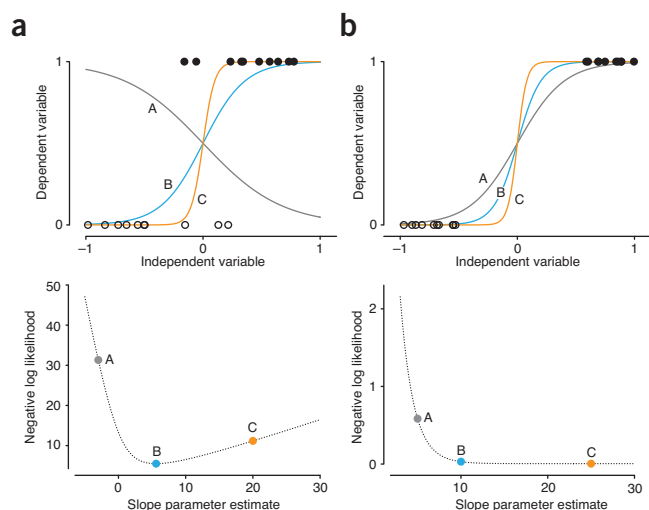 a
Dependent variable
1
0
A
B
C
−1
0
1
Independent variable
b
Dependent variable
1
0
A
B
C
−1
0
1
Independent variable
Negative log likelihood
50
40
30
20
10
A
B
C
0
10
20
30
Slope parameter estimate
Negative log likelihood
2
1
0
A
B
C
10
20
30
Slope parameter estimate